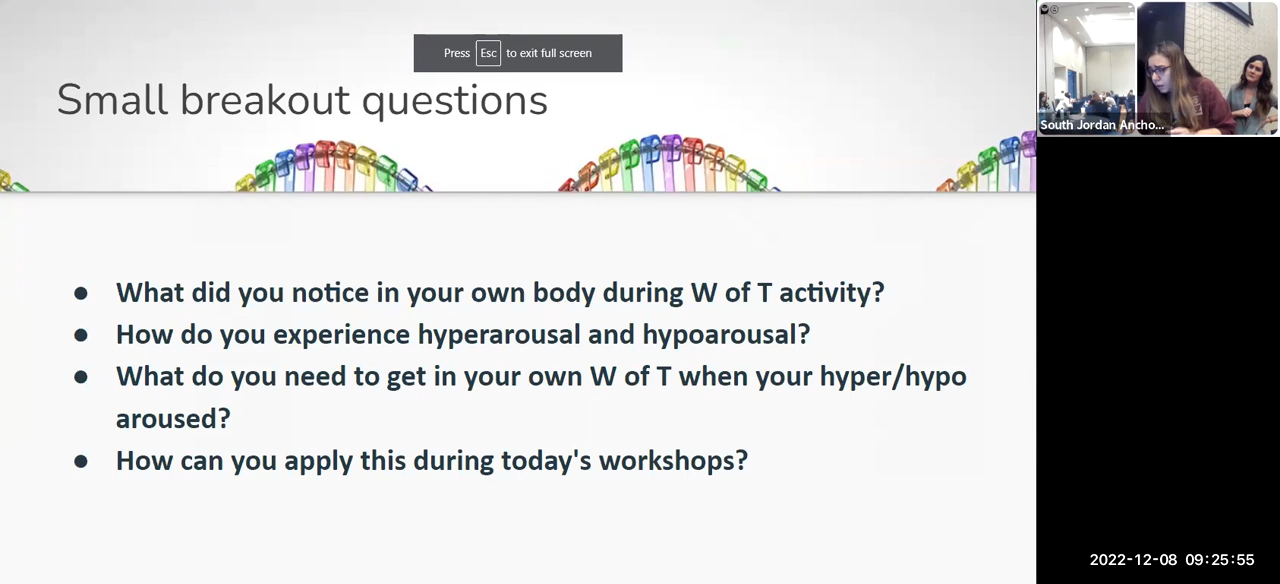 Press Esc to exit full screen
Small breakout questions
South Jordan Ancho...
● What did you notice in your own body during W of T activity?
● How do you experience hyperarousal and hypoarousal?
● What do you need to get in your own W of T when your hyper/hypo
aroused?
● How can you apply this during today's workshops?
2022-12-08 09:25:55